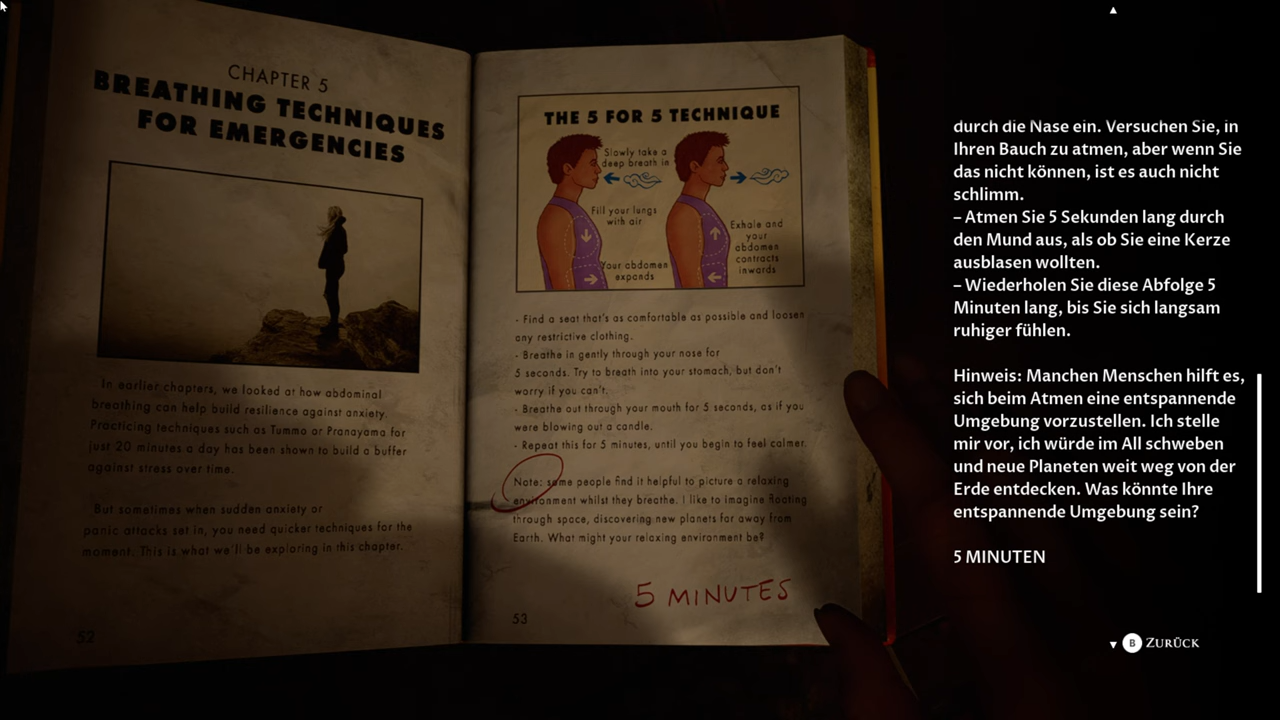 CHAPTER 5
BREATHING TECHNIQUES
FOR EMERGENCIES
In earlier chapters, we looked at how abdominal
breathing can help build resilience against anxiety.
Practicing techniques such as Tummo or Pranayama for
just 20 minutes a day has been shown to build a buffer
against stress over time.
But sometimes when sudden anxiety or
panic attacks set in, you need quicker techniques for the
moment. This is what we'll be exploring in this chapter.
52
THE 5 FOR 5 TECHNIQUE
Slowly take a
deep breath in
Fill your lungs
with air
Your abdomen
expands
Exhale and
your
abdomen
contracts
inwards
- Find a seat that's as comfortable as possible and loosen
any restrictive clothing.
- Breathe in gently through your nose for
5 seconds. Try to breath into your stomach, but don't
worry if you can't.
- Breathe out through your mouth for 5 seconds, as if you
were blowing out a candle.
- Repeat this for 5 minutes, until you begin to feel calmer.
Note: some people find it helpful to picture a relaxing
environment whilst they breathe. I like to imagine floating
through space, discovering new planets far away from
Earth. What might your relaxing environment be?
5 MINUTES
53
durch die Nase ein. Versuchen Sie, in
Ihren Bauch zu atmen, aber wenn Sie
das nicht können, ist es auch nicht
schlimm.
– Atmen Sie 5 Sekunden lang durch
den Mund aus, als ob Sie eine Kerze
ausblasen wollten.
– Wiederholen Sie diese Abfolge 5
Minuten lang, bis Sie sich langsam
ruhiger fühlen.
Hinweis: Manchen Menschen hilft es,
sich beim Atmen eine entspannende
Umgebung vorzustellen. Ich stelle
mir vor, ich würde im All schweben
und neue Planeten weit weg von der
Erde entdecken. Was könnte Ihre
entspannende Umgebung sein?
5 MINUTEN
B ZURÜCK